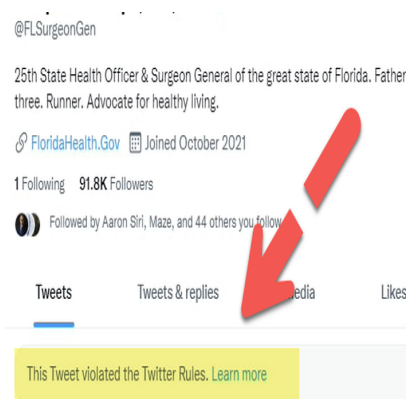 @FLSurgeonGen
25th State Health Officer & Surgeon General of the great state of Florida. Father
three. Runner. Advocate for healthy living.
FloridaHealth.Gov Joined October 2021
1 Following 91.8K Followers
Followed by Aaron Siri, Maze, and 44 others you follow
Tweets Tweets & replies Likes
This Tweet violated the Twitter Rules. Learn more